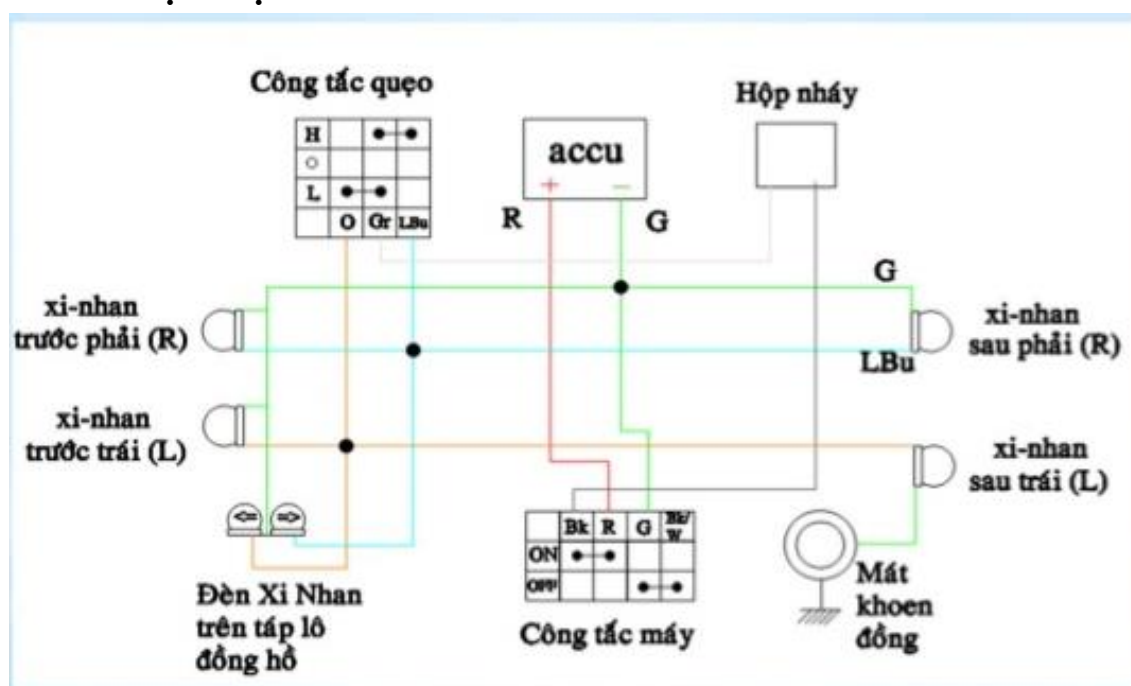 Công tắc quẹo
H
O
L
O Gr LBu
accu
+ −
R G
Hộp nháy
G
xi-nhan
trước phải (R)
xi-nhan
sau phải (R)
LBu
xi-nhan
trước trái (L)
xi-nhan
sau trái (L)
<= =>
Bk R G Bk/W
ON
OFF
Đèn Xi Nhan
trên táp lô
đồng hồ
Công tắc máy
Mát
khoen
đồng